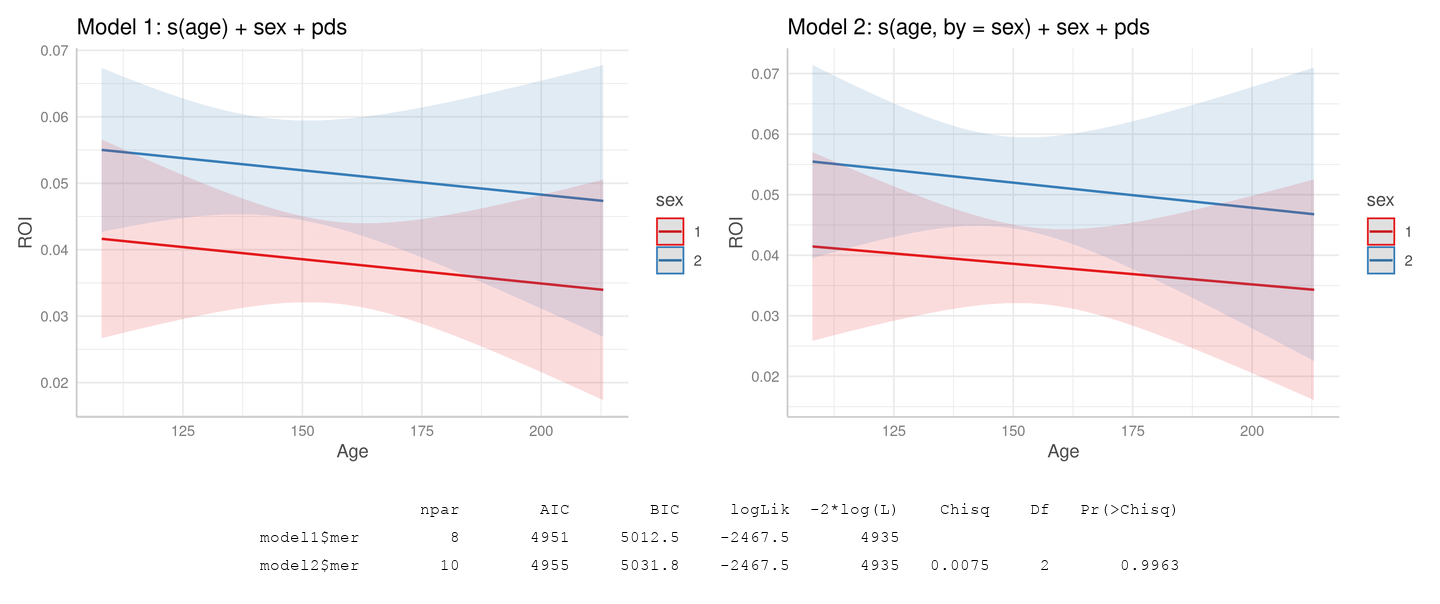 Model 1: s(age) + sex + pds
0.07
0.06
0.05
0.04
0.03
0.02
ROI
125 150 175 200
Age
sex
1
2
Model 2: s(age, by = sex) + sex + pds
0.07
0.06
0.05
0.04
0.03
0.02
ROI
125 150 175 200
Age
sex
1
2
npar AIC BIC logLik -2*log(L) Chisq Df Pr(>Chisq)
model1$mer 8 4951 5012.5 -2467.5 4935
model2$mer 10 4955 5031.8 -2467.5 4935 0.0075 2 0.9963